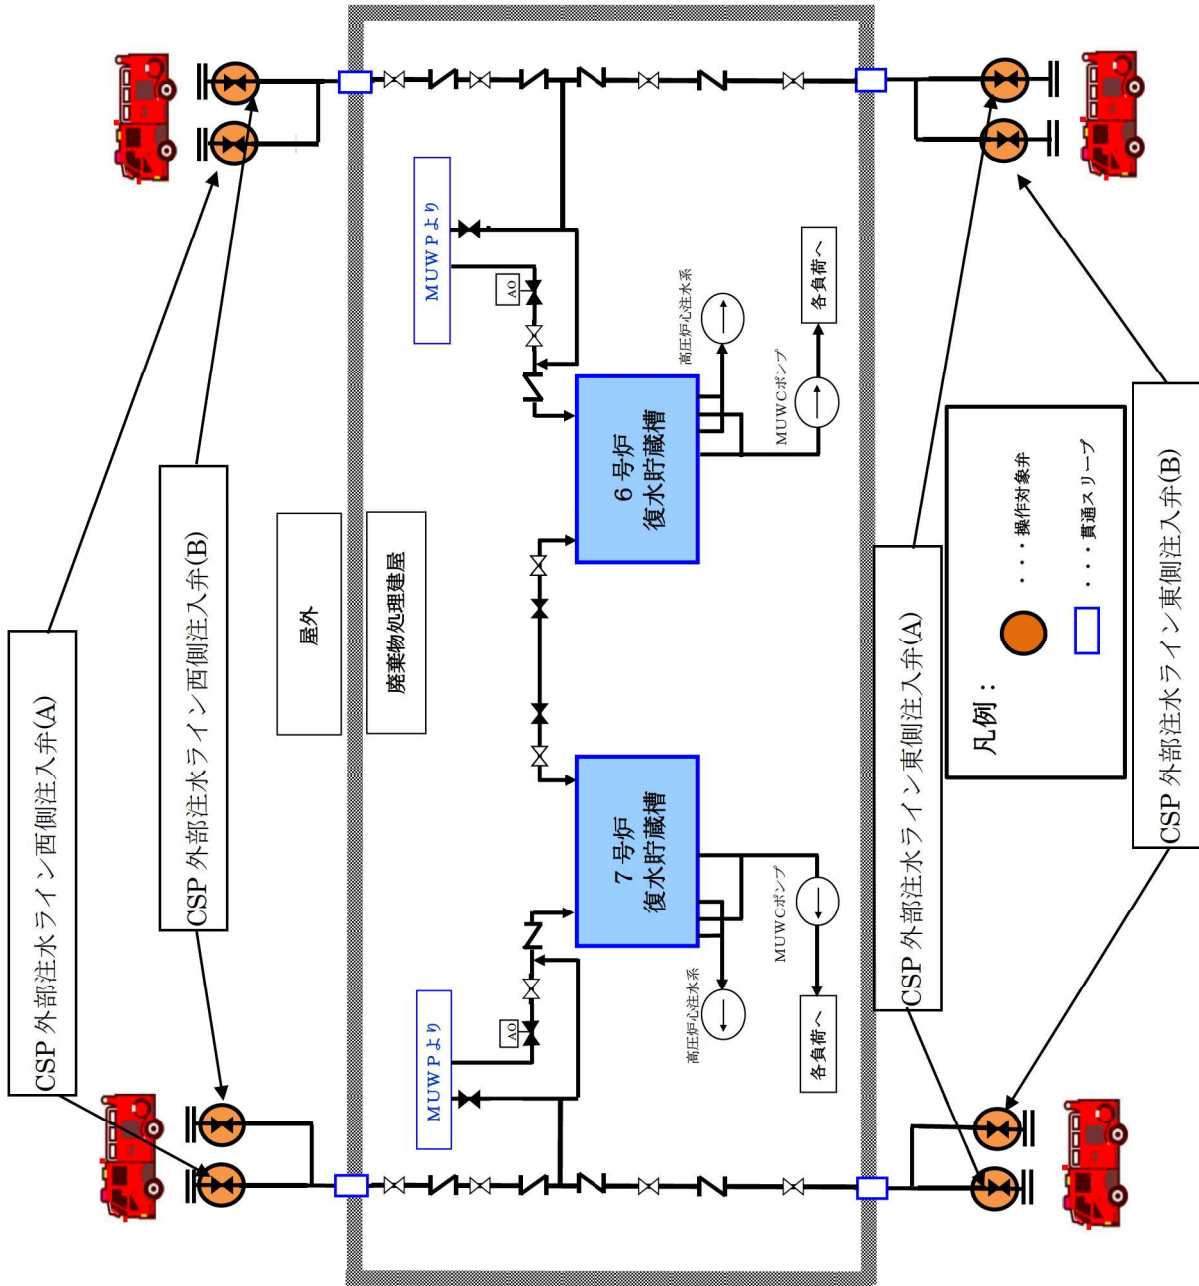 CSP 外部注水ライン西側注入弁(A)
CSP 外部注水ライン西側注入弁(B)
屋外
廃棄物処理建屋
MUWPより
AO
7号炉
復水貯蔵槽
高圧炉心注水系
MUWCポンプ
各負荷へ
MUWPより
AO
6号炉
復水貯蔵槽
高圧炉心注水系
MUWCポンプ
各負荷へ
CSP 外部注水ライン東側注入弁(A)
凡例：
・・・操作対象弁
・・・貫通スリーブ
CSP 外部注水ライン東側注入弁(B)